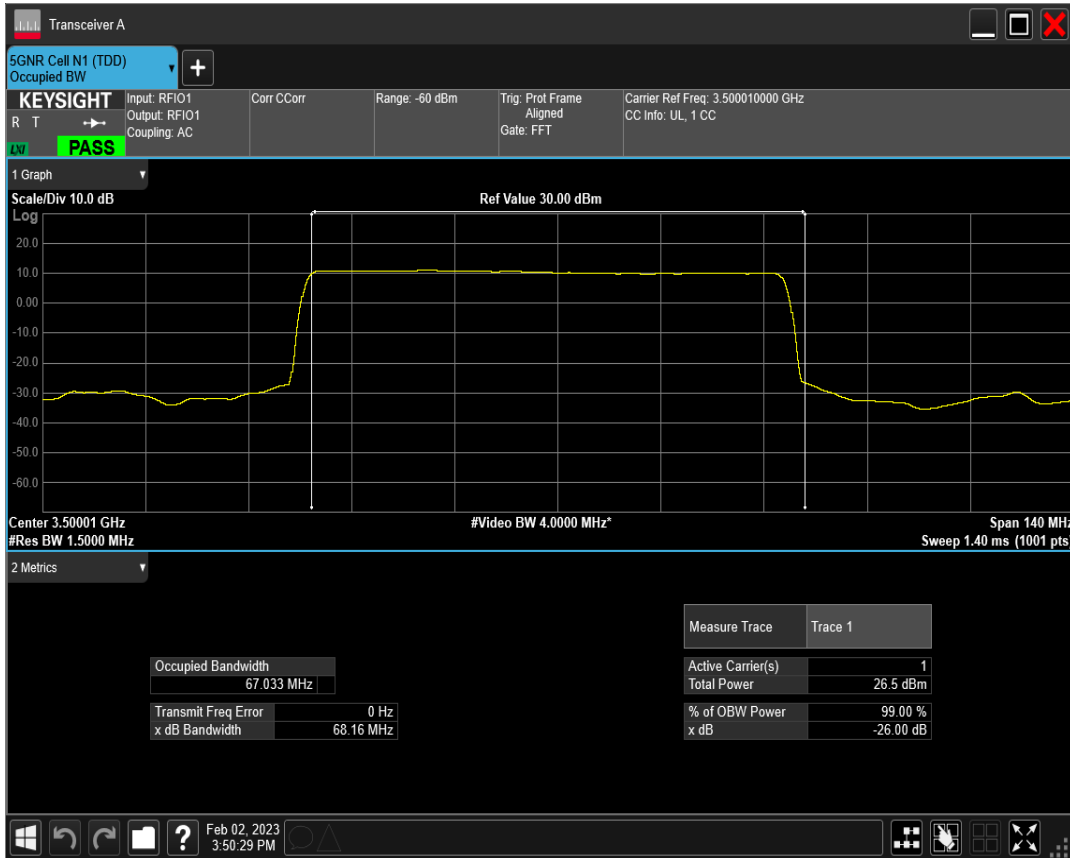 Transceiver A
5GNR Cell N1 (TDD)
Occupied BW
+
KEYSIGHT
R T
LXI
PASS
Input: RFIO1
Output: RFIO1
Coupling: AC
Corr CCorr
Range: -60 dBm
Trig: Prot Frame
Aligned
Gate: FFT
Carrier Ref Freq: 3.500010000 GHz
CC Info: UL, 1 CC
1 Graph
Scale/Div 10.0 dB
Ref Value 30.00 dBm
Log
20.0
10.0
0.00
-10.0
-20.0
-30.0
-40.0
-50.0
-60.0
Center 3.50001 GHz
#Video BW 4.0000 MHz*
Span 140 MHz
#Res BW 1.5000 MHz
Sweep 1.40 ms (1001 pts)
2 Metrics
Measure Trace Trace 1
Occupied Bandwidth
67.033 MHz
Active Carrier(s) 1
Total Power 26.5 dBm
Transmit Freq Error 0 Hz
x dB Bandwidth 68.16 MHz
% of OBW Power 99.00 %
x dB -26.00 dB
?
Feb 02, 2023
3:50:29 PM